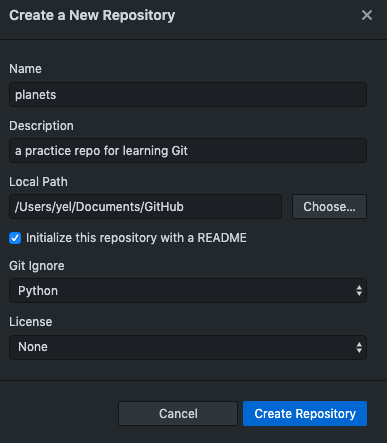 Create a New Repository
Name
planets
Description
a practice repo for learning Git
Local Path
/Users/yel/Documents/GitHub
Choose...
Initialize this repository with a README
Git Ignore
Python
License
None
Cancel
Create Repository